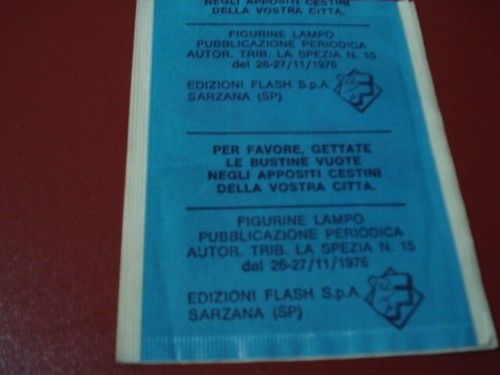 NEGLI APPOSITI CESTINI
DELLA VOSTRA CITTA.
FIGURINE LAMPO
PUBBLICAZIONE PERIODICA
AUTOR. TRIB. LA SPEZIA N. 15
del 26-27/11/1976
EDIZIONI FLASH S.p.A.
SARZANA (SP)
PER FAVORE, GETTATE
LE BUSTINE VUOTE
NEGLI APPOSITI CESTINI
DELLA VOSTRA CITTA.
FIGURINE LAMPO
PUBBLICAZIONE PERIODICA
AUTOR. TRIB. LA SPEZIA N. 15
del 26-27/11/1976
EDIZIONI FLASH S.p.A.
SARZANA (SP)